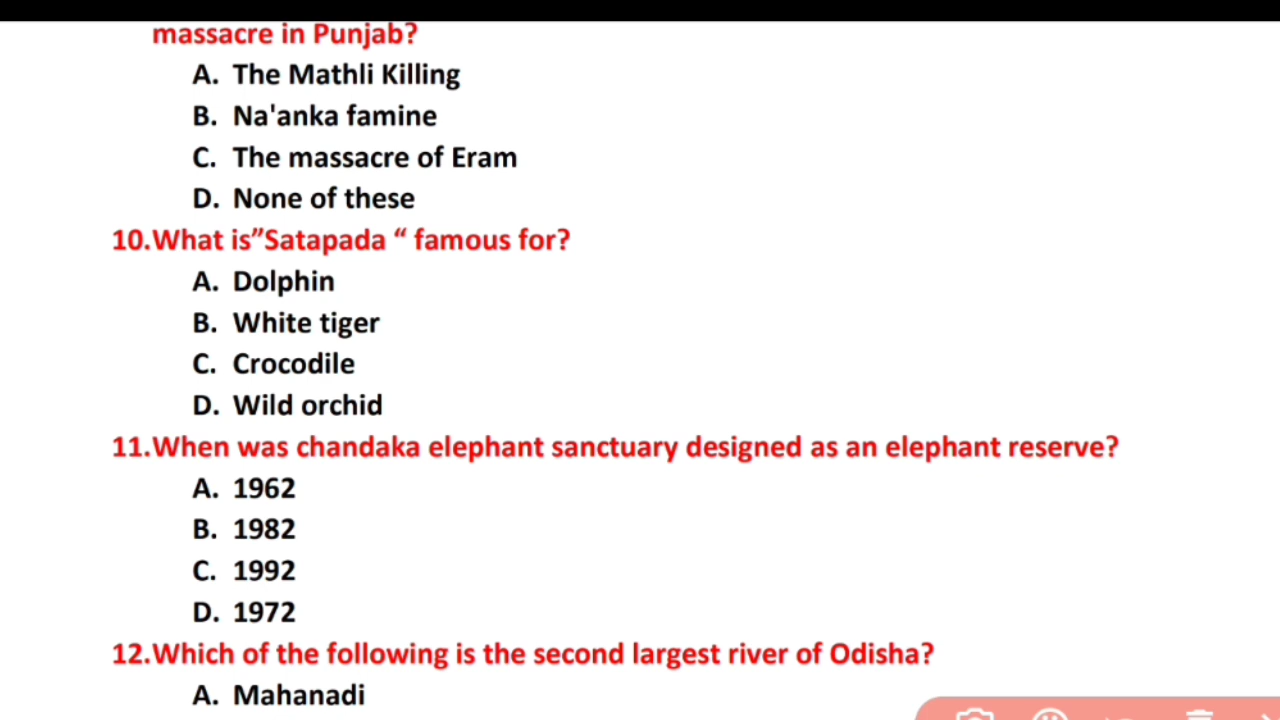 massacre in Punjab?
A. The Mathli Killing
B. Na'anka famine
C. The massacre of Eram
D. None of these
10.What is”Satapada “ famous for?
A. Dolphin
B. White tiger
C. Crocodile
D. Wild orchid
11.When was chandaka elephant sanctuary designed as an elephant reserve?
A. 1962
B. 1982
C. 1992
D. 1972
12.Which of the following is the second largest river of Odisha?
A. Mahanadi